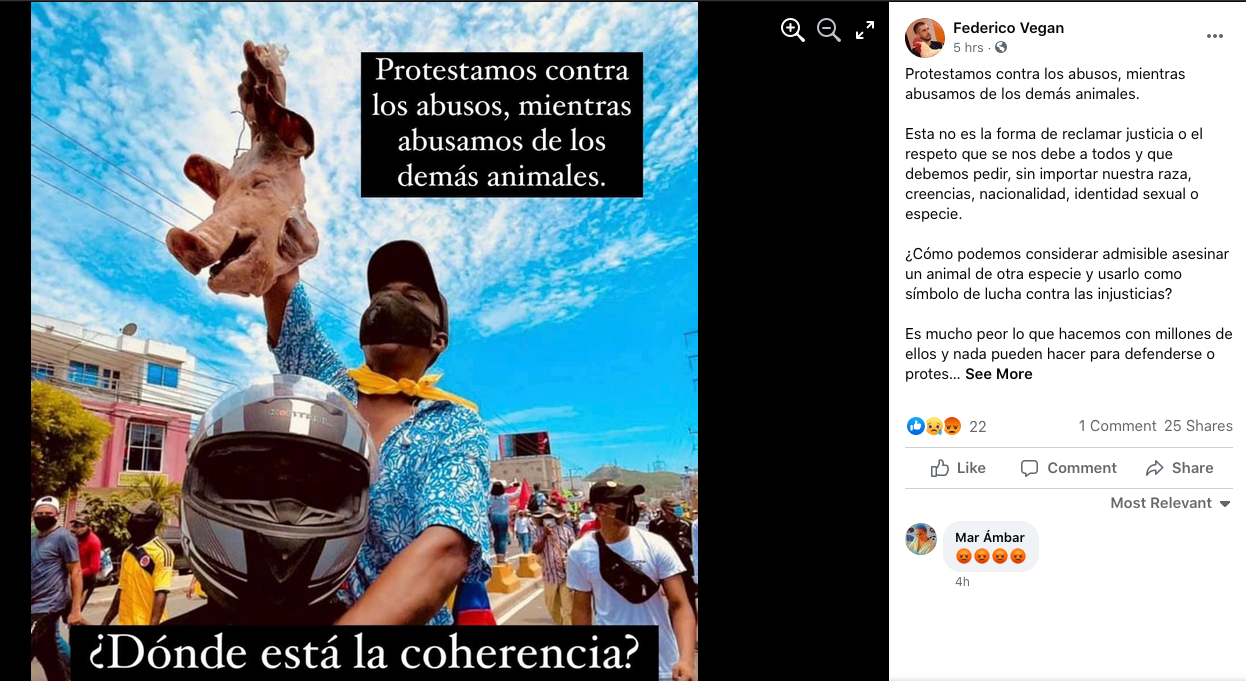 Protestamos contra
los abusos, mientras
abusamos de los
demás animales.
¿Dónde está la coherencia?
Federico Vegan
5 hrs ·
Protestamos contra los abusos, mientras
abusamos de los demás animales.
Esta no es la forma de reclamar justicia o el
respeto que se nos debe a todos y que
debemos pedir, sin importar nuestra raza,
creencias, nacionalidad, identidad sexual o
especie.
¿Cómo podemos considerar admisible asesinar
un animal de otra especie y usarlo como
símbolo de lucha contra las injusticias?
Es mucho peor lo que hacemos con millones de
ellos y nada pueden hacer para defenderse o
protes... See More
22 1 Comment 25 Shares
Like Comment Share
Most Relevant
Mar Ámbar
4h